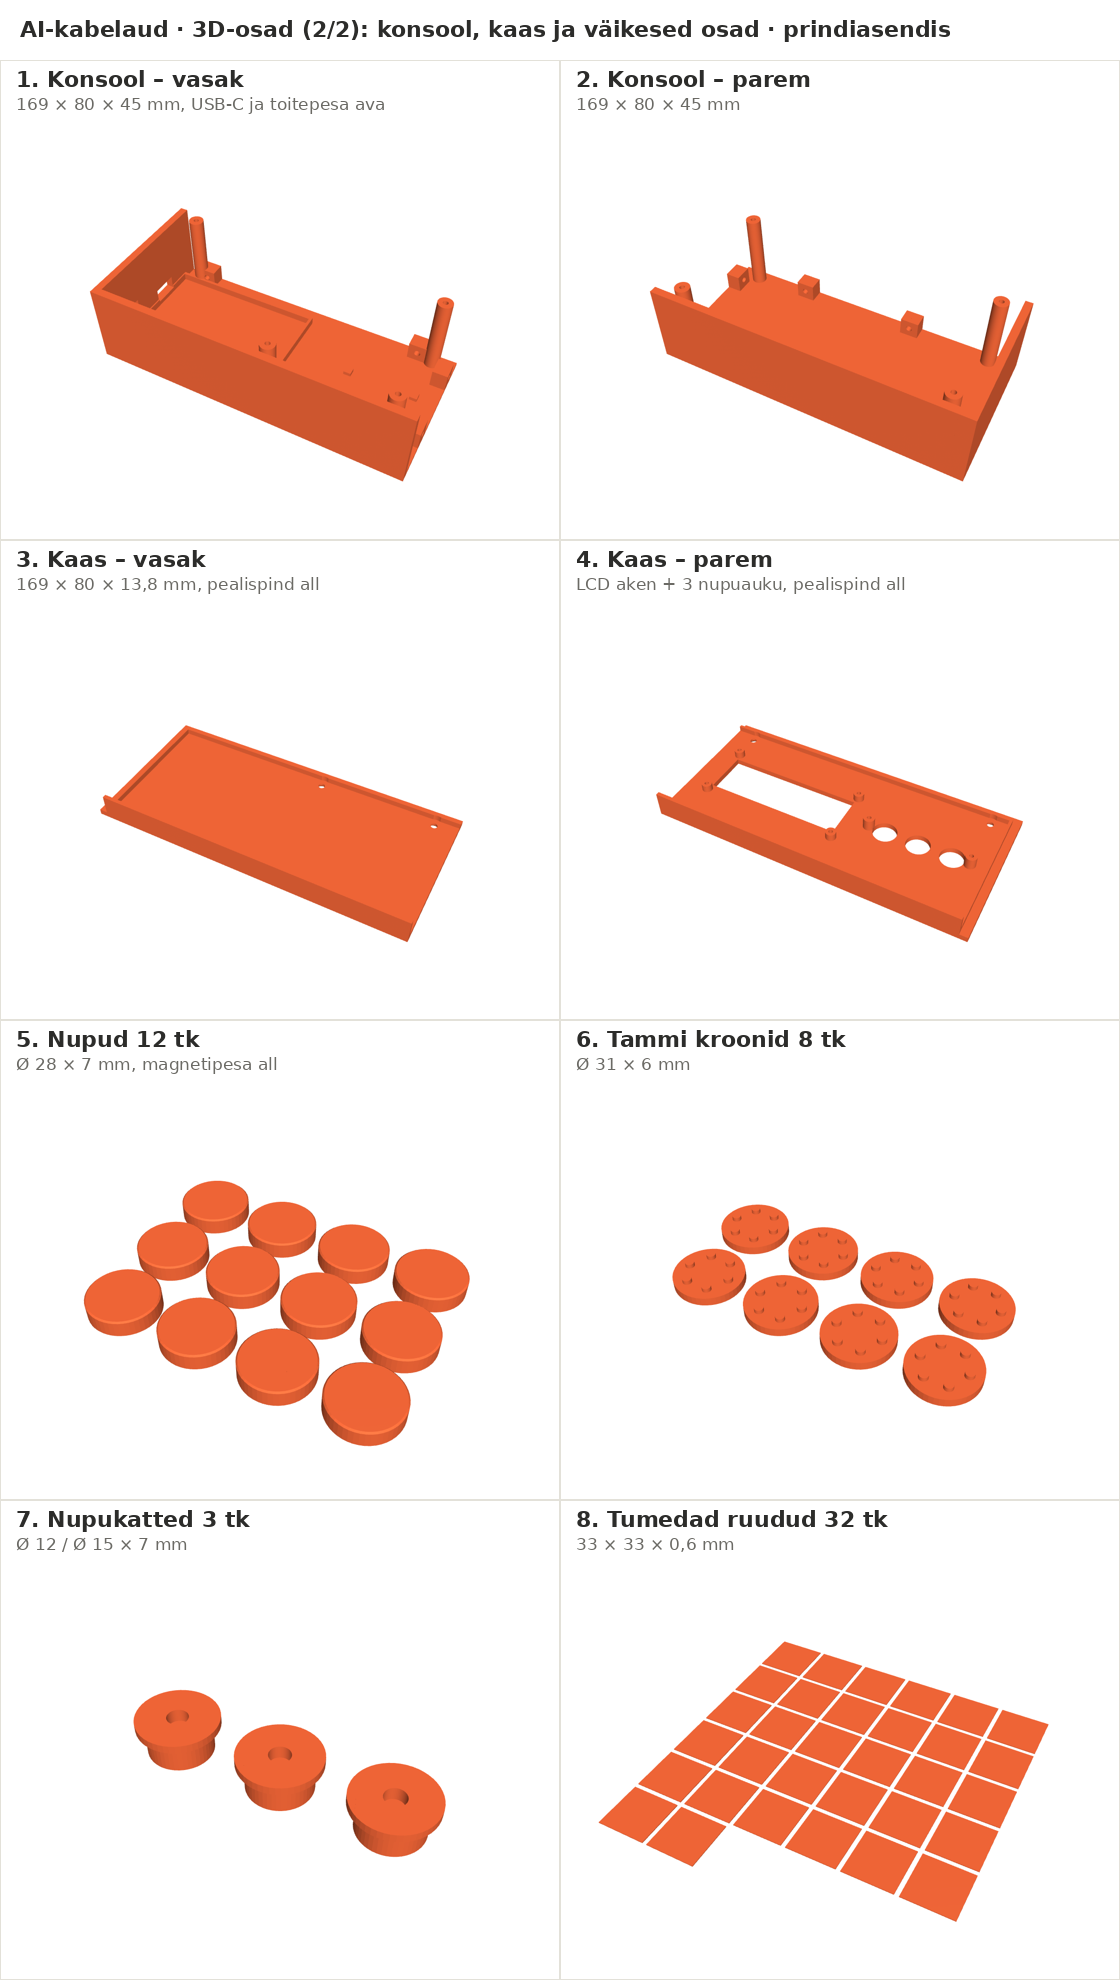 AI-kabelaud · 3D-osad (2/2): konsool, kaas ja väikesed osad · prindiasendis
1. Konsool – vasak
169 × 80 × 45 mm, USB-C ja toitepesa ava
2. Konsool – parem
169 × 80 × 45 mm
3. Kaas – vasak
169 × 80 × 13,8 mm, pealispind all
4. Kaas – parem
LCD aken + 3 nupuauku, pealispind all
5. Nupud 12 tk
Ø 28 × 7 mm, magnetipesa all
6. Tammi kroonid 8 tk
Ø 31 × 6 mm
7. Nupukatted 3 tk
Ø 12 / Ø 15 × 7 mm
8. Tumedad ruudud 32 tk
33 × 33 × 0,6 mm